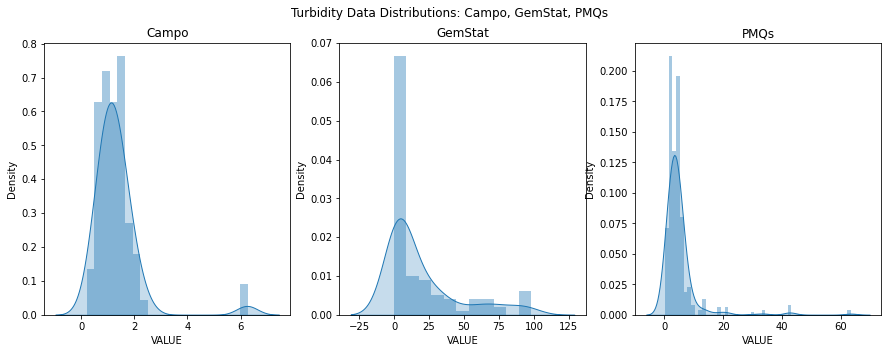 Turbidity Data Distributions: Campo, GemStat, PMQs
Campo
0.8
0.7
0.6
0.5
0.4
0.3
0.2
0.1
0.0
Density
0 2 4 6
VALUE
GemStat
0.07
0.06
0.05
0.04
0.03
0.02
0.01
0.00
Density
−25 0 25 50 75 100 125
VALUE
PMQs
0.200
0.175
0.150
0.125
0.100
0.075
0.050
0.025
0.000
Density
0 20 40 60
VALUE